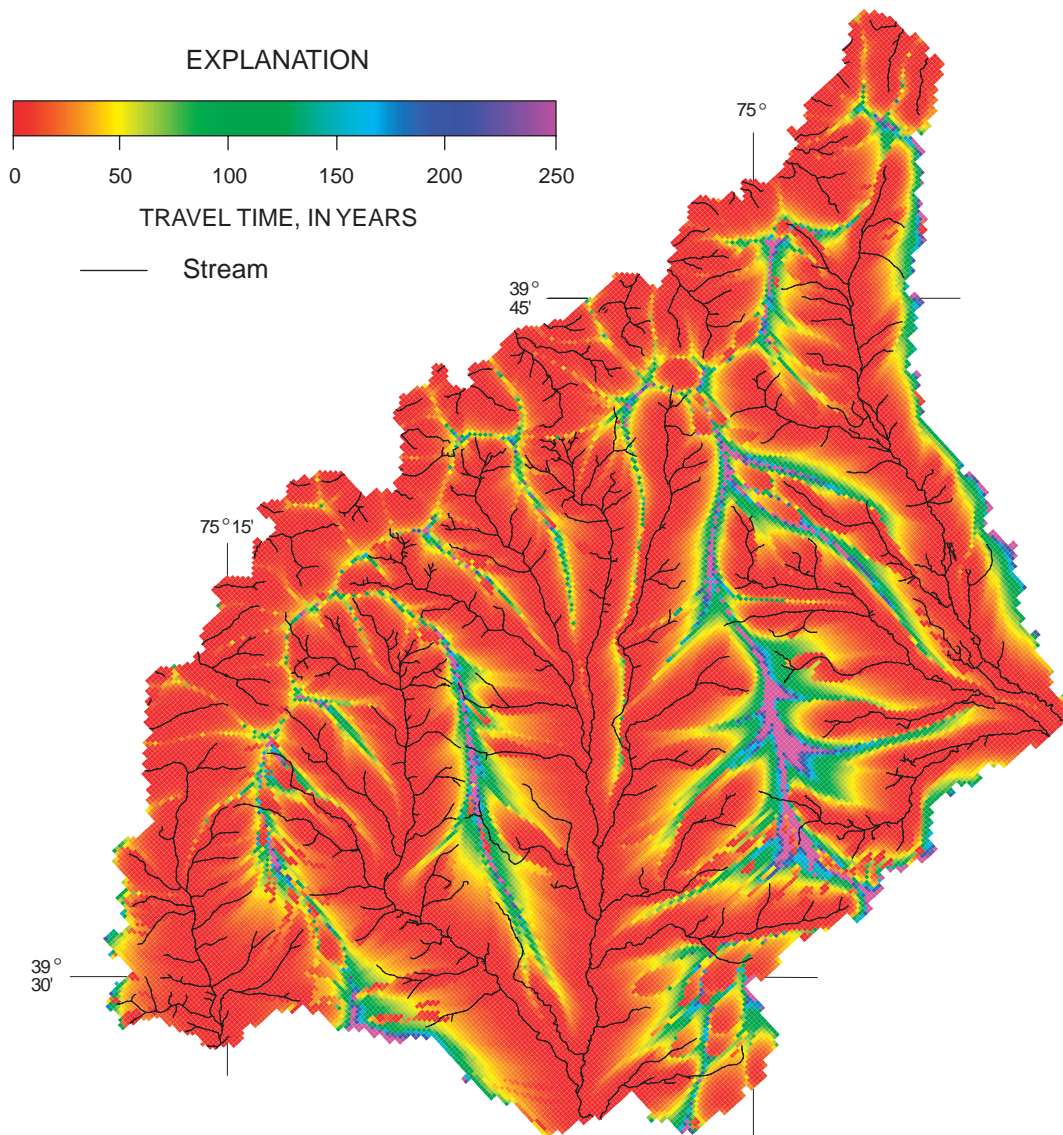 EXPLANATION
0 50 100 150 200 250
TRAVEL TIME, IN YEARS
Stream
75°
39°
45'
75° 15'
39°
30'